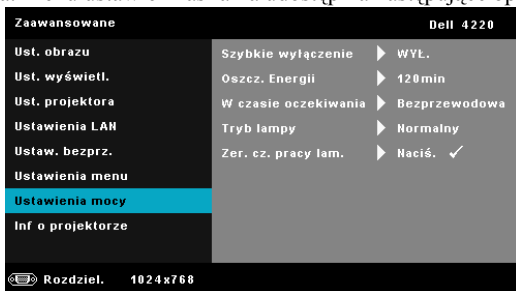 Zaawansowane Dell 4220
Ust. obrazu
Ust. wyświetl.
Ust. projektora
Ustawienia LAN
Ustaw. bezprz.
Ustawienia menu
Ustawienia mocy
Inf o projektorze
Szybkie wyłączenie WYŁ.
Oszcz. Energii 120min
W czasie oczekiwania Bezprzewodowa
Tryb lampy Normalny
Zer. cz. pracy lam. Naciś. ✓
Rozdziel. 1024x768